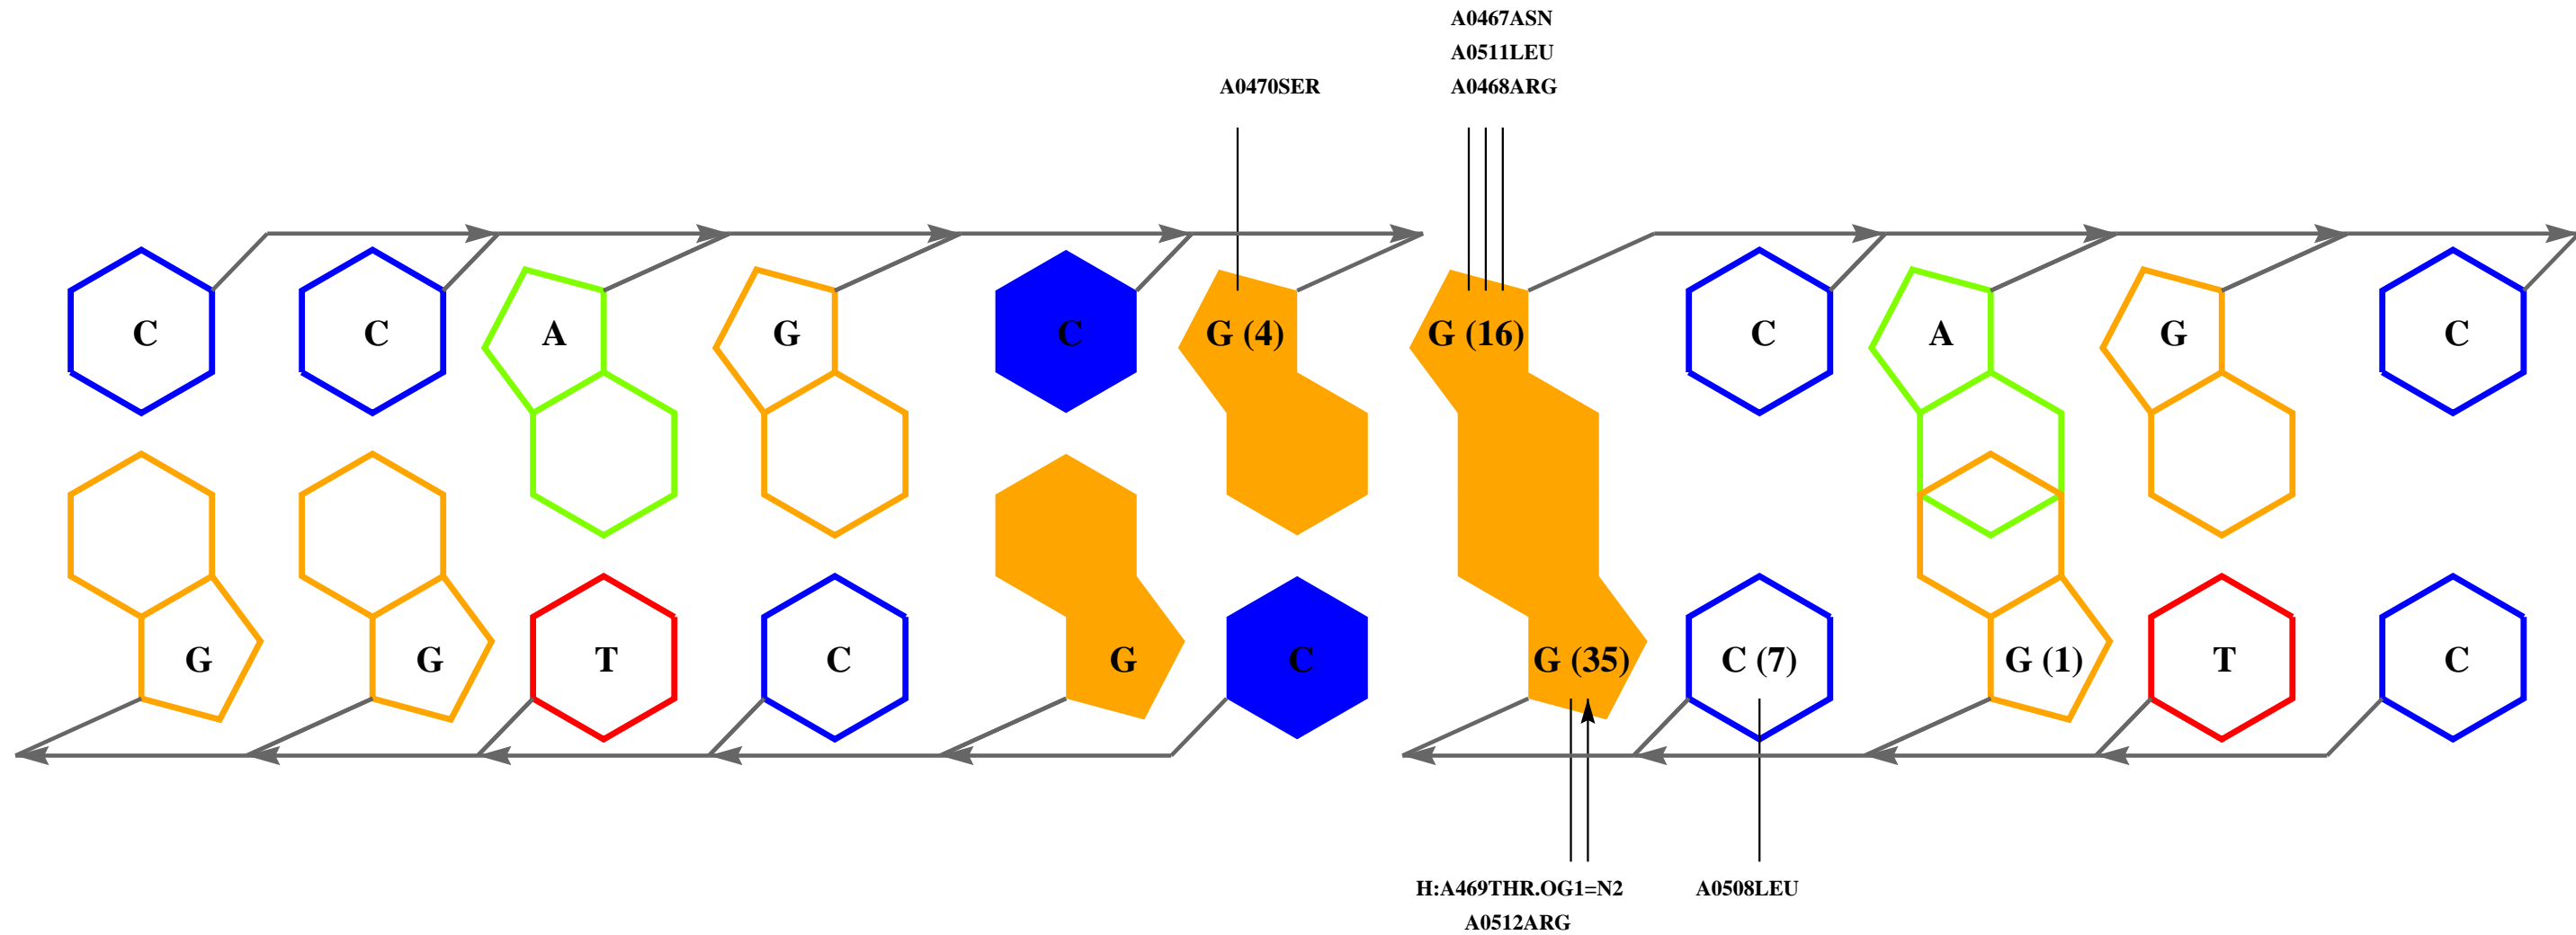 A0467ASN
A0511LEU
A0470SER A0468ARG
C C A G C G (4) G (16) C A G C
G G T C G C G (35) C (7) G (1) T C
H:A469THR.OG1=N2 A0508LEU
A0512ARG